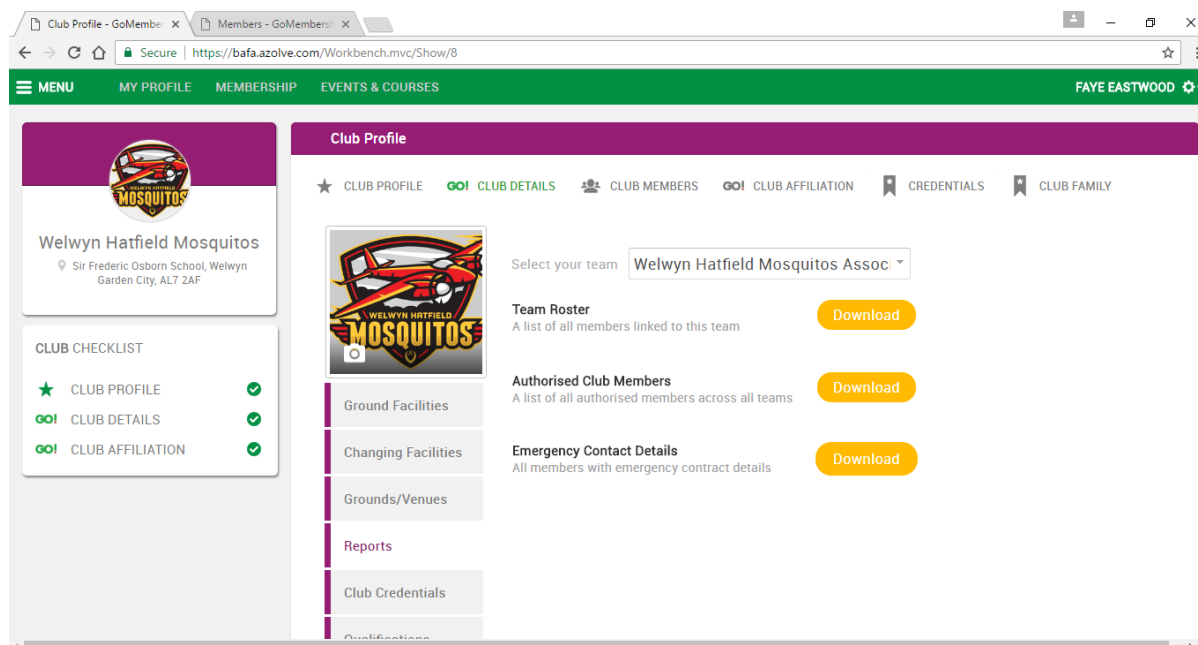 Club Profile - GoMembe
Members - GoMembersh
Secure
https://bafa.azolve.com/Workbench.mvc/Show/8
MENU
MY PROFILE
MEMBERSHIP
EVENTS & COURSES
FAYE EASTWOOD
WELWYN HATFIELD
MOSQUITOS
Welwyn Hatfield Mosquitos
Sir Frederic Osborn School, Welwyn
Garden City, AL7 2AF
CLUB CHECKLIST
CLUB PROFILE
GO! CLUB DETAILS
GO! CLUB AFFILIATION
Club Profile
CLUB PROFILE
GO! CLUB DETAILS
CLUB MEMBERS
GO! CLUB AFFILIATION
CREDENTIALS
CLUB FAMILY
WELWYN HATFIELD
MOSQUITOS
Select your team
Welwyn Hatfield Mosquitos Assoc
Team Roster
A list of all members linked to this team
Download
Authorised Club Members
A list of all authorised members across all teams
Download
Emergency Contact Details
All members with emergency contract details
Download
Ground Facilities
Changing Facilities
Grounds/Venues
Reports
Club Credentials
Qualifications